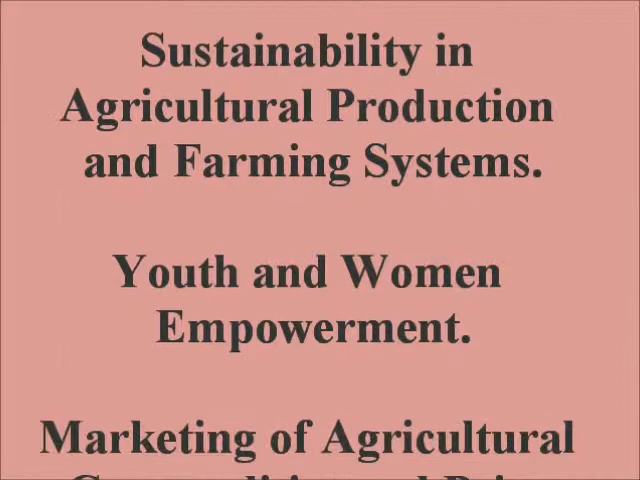 Sustainability in
Agricultural Production
and Farming Systems.
Youth and Women
Empowerment.
Marketing of Agricultural